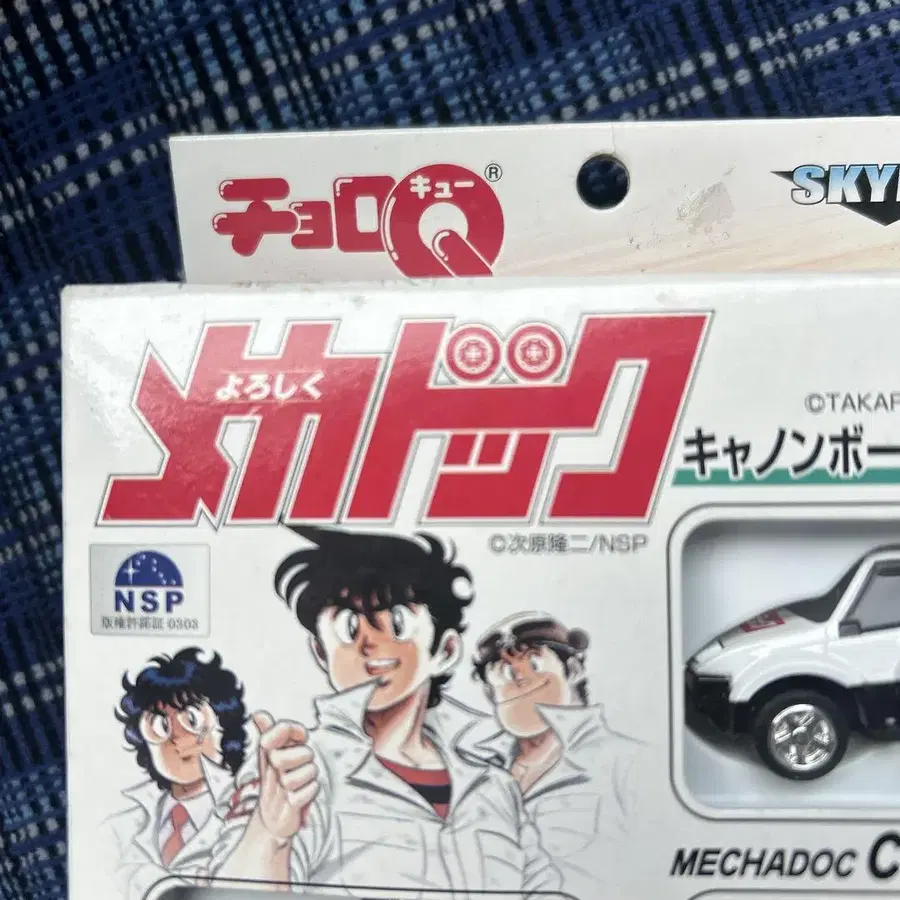 チョロQ®
キュー
SKY
よろしく
メカドック
©TAKAR
キャノンボー
©次原隆二/NSP
NSP
版権許諾証 0303
MECHADOC C